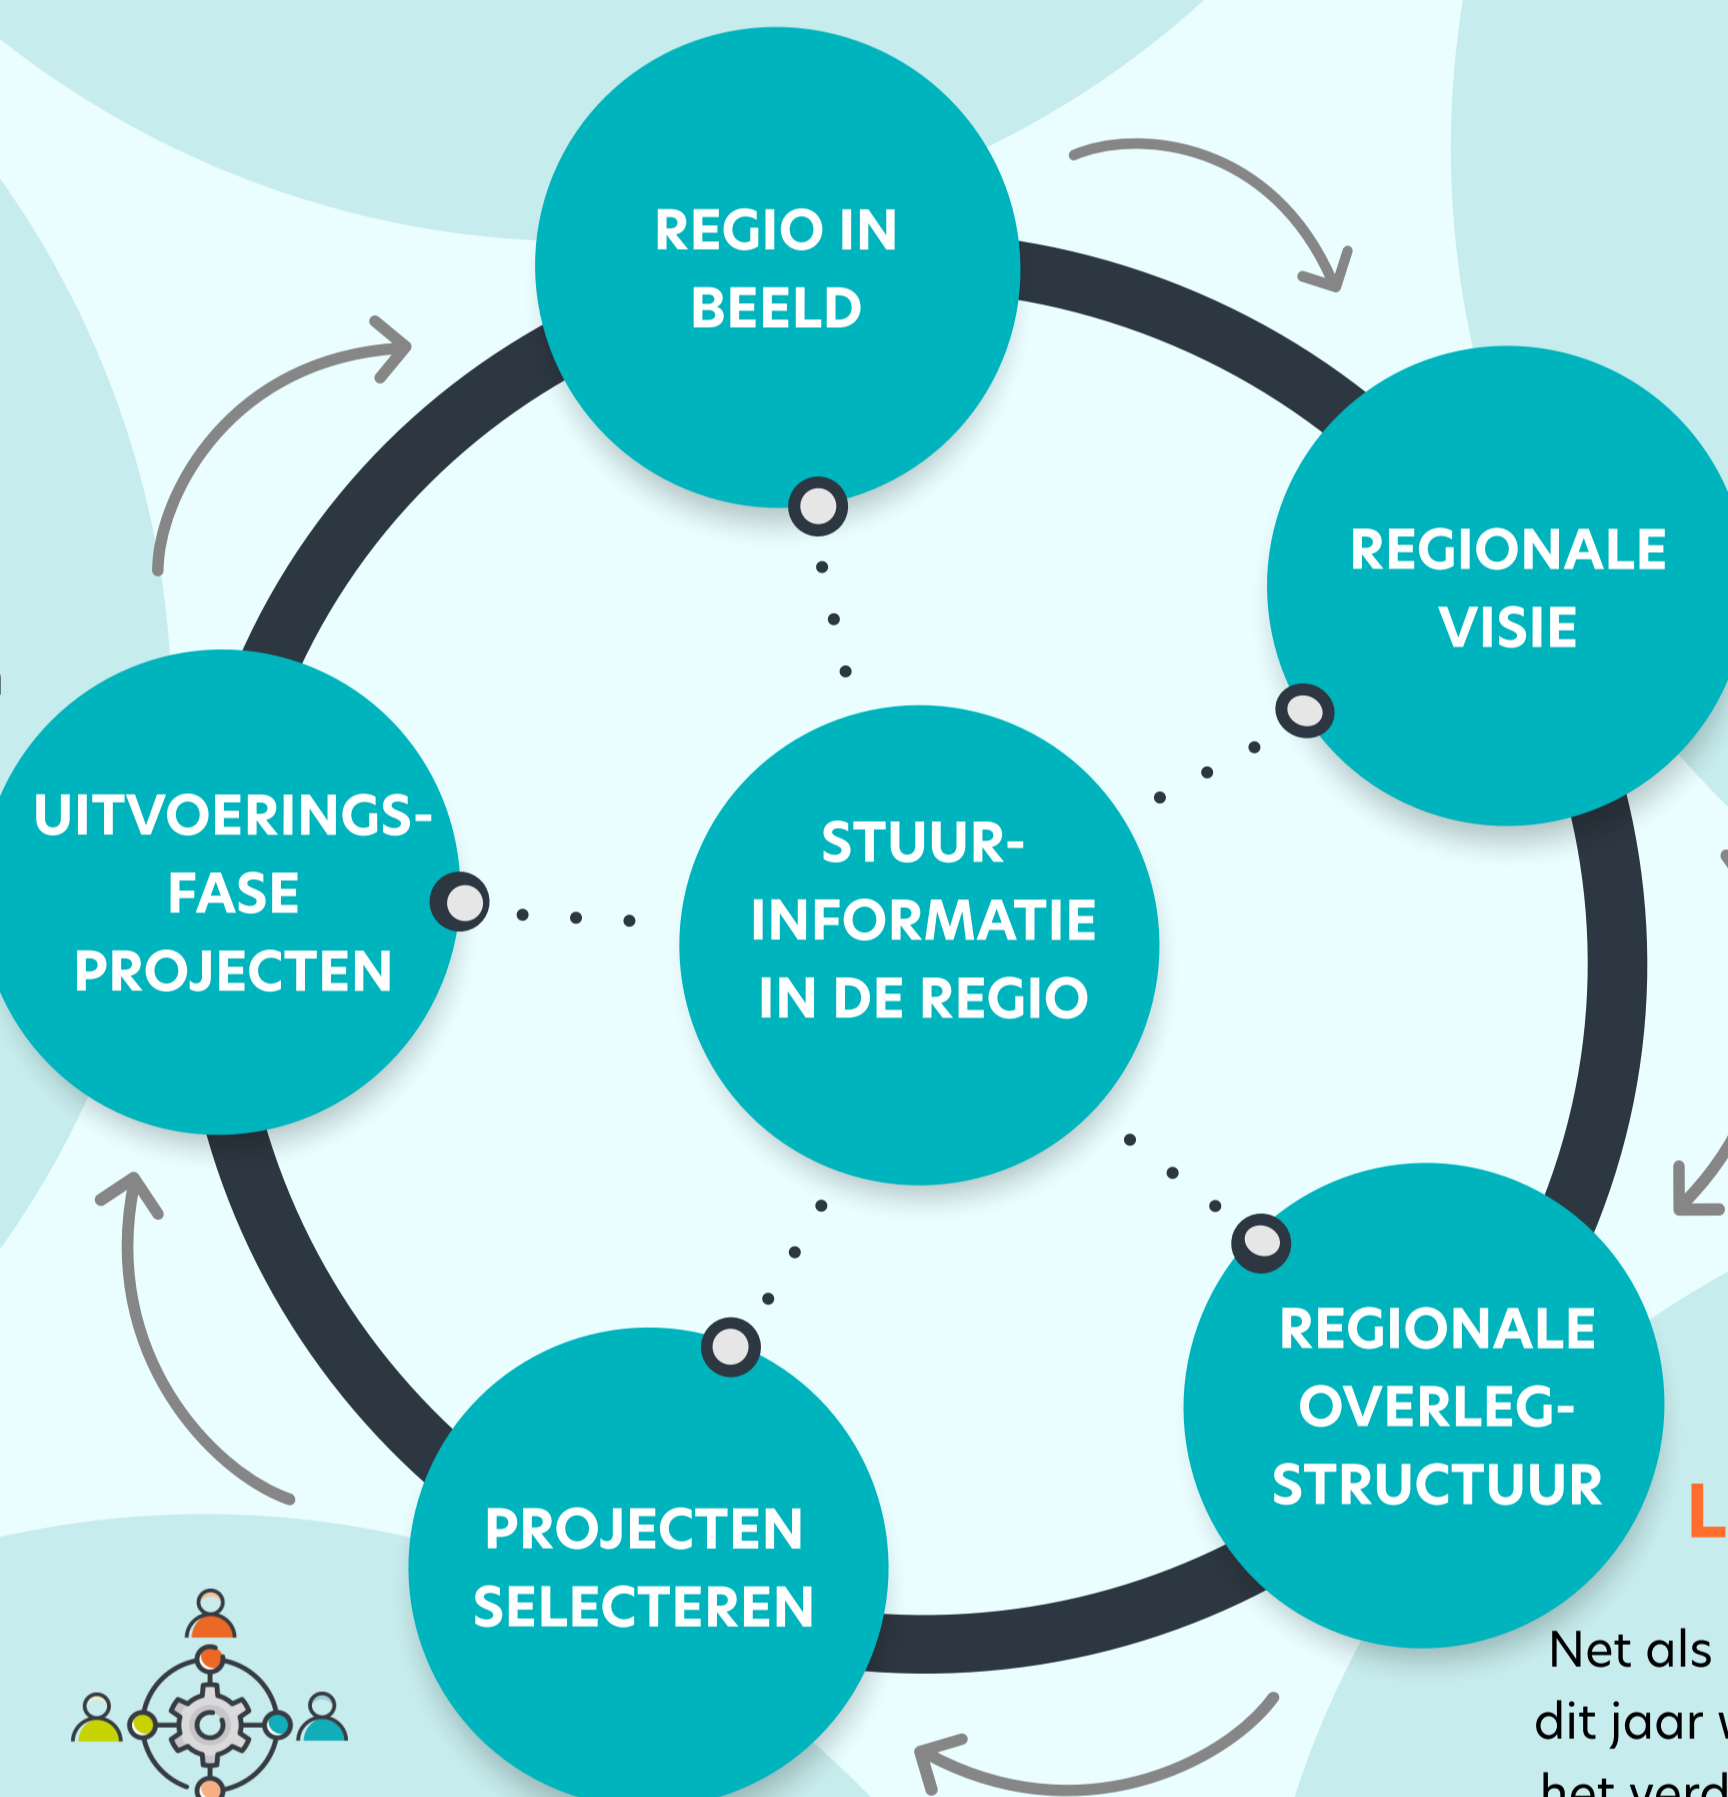 REGIO IN
BEELD
REGIONALE
VISIE
UITVOERINGS-
FASE
PROJECTEN
STUUR-
INFORMATIE
IN DE REGIO
REGIONALE
OVERLEG-
STRUCTUUR
PROJECTEN
SELECTEREN
L
Net als
dit jaar
het